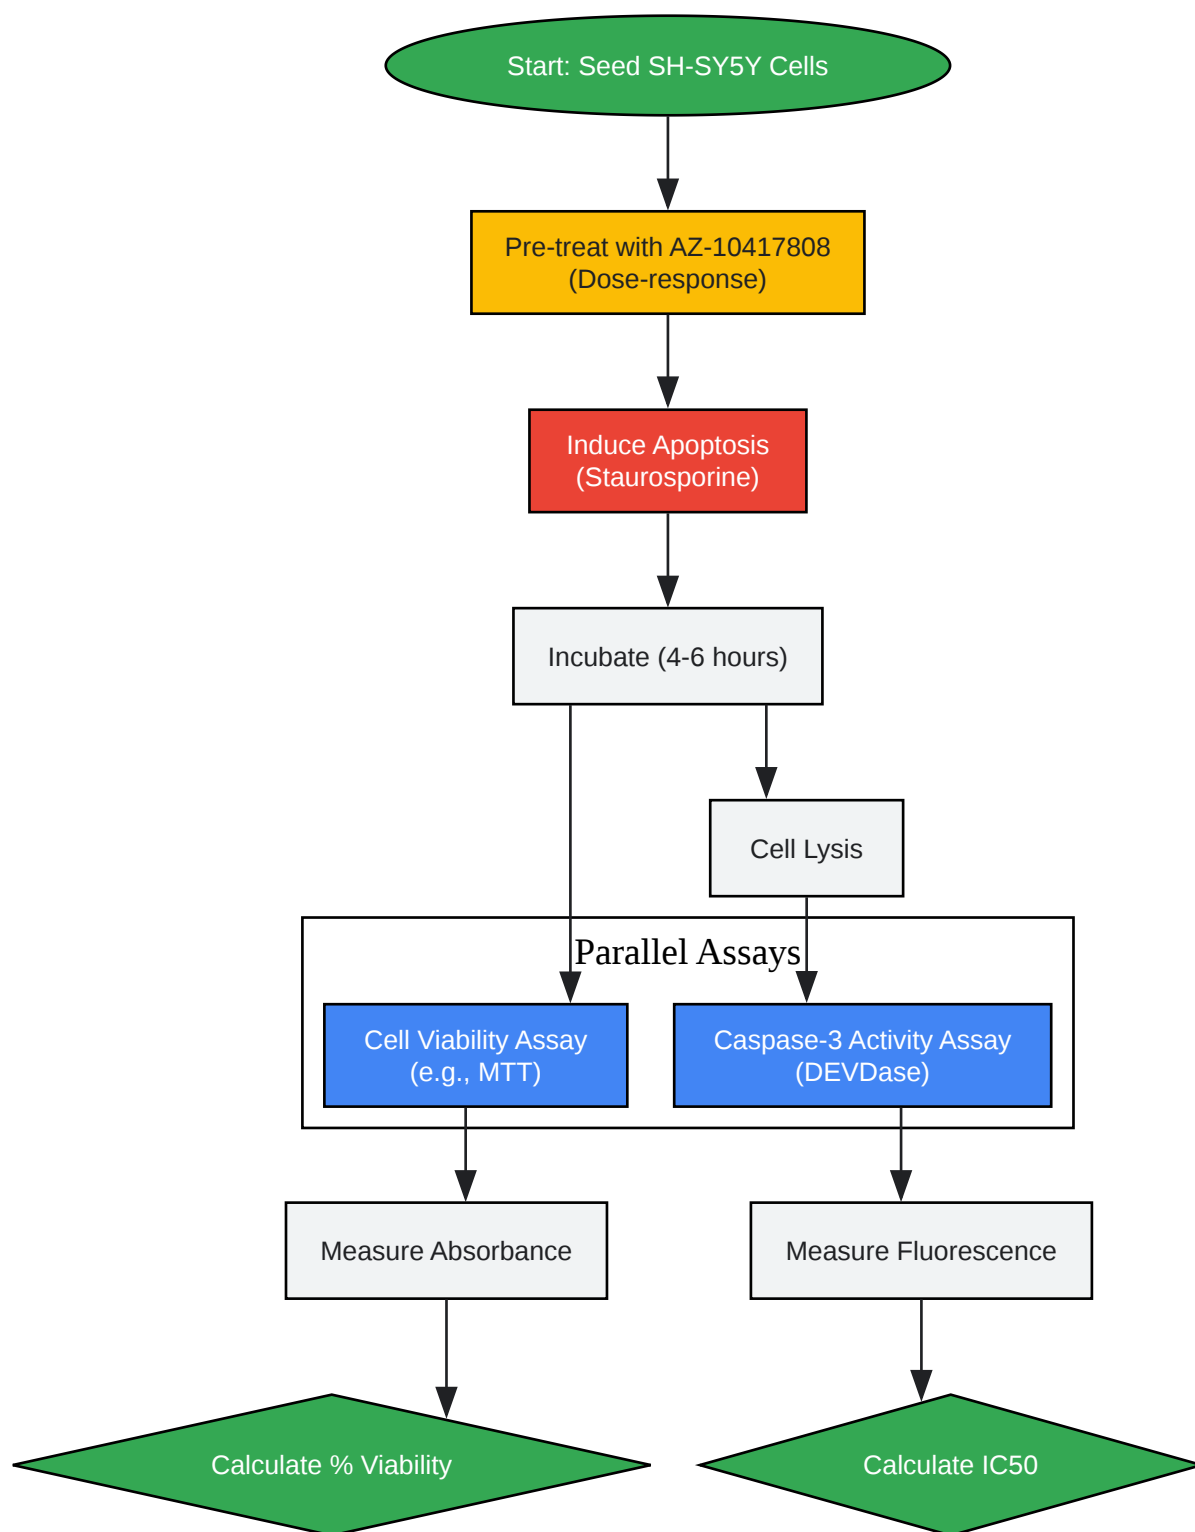 Start: Seed SH-SY5Y Cells
Pre-treat with AZ-10417808
(Dose-response)
Induce Apoptosis
(Staurosporine)
Incubate (4-6 hours)
Cell Lysis
Parallel Assays
Cell Viability Assay
(e.g., MTT)
Caspase-3 Activity Assay
(DEVDase)
Measure Absorbance
Measure Fluorescence
Calculate % Viability
Calculate IC50